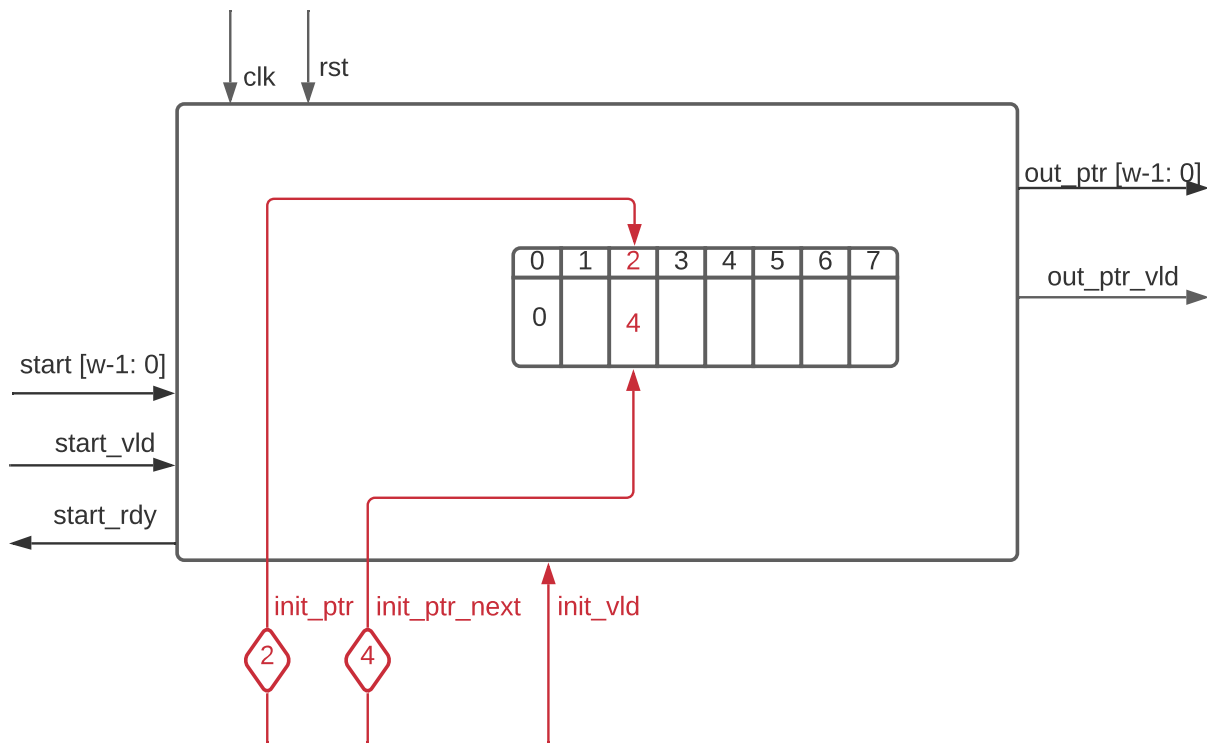 clk
rst
out_ptr [w-1: 0]
0 1 2 3 4 5 6 7
out_ptr_vld
0 4
start [w-1: 0]
start_vld
start_rdy
init_ptr init_ptr_next init_vld
2 4